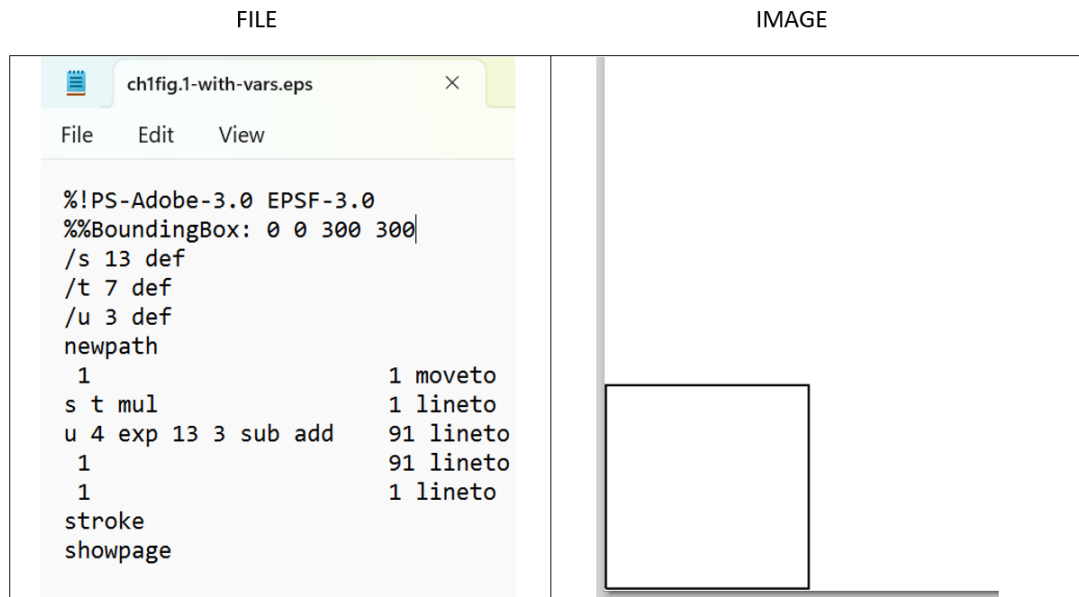 FILE IMAGE
ch1fig.1-with-vars.eps
File Edit View
%!PS-Adobe-3.0 EPSF-3.0
%%BoundingBox: 0 0 300 300
/s 13 def
/t 7 def
/u 3 def
newpath
1 1 moveto
s t mul 1 lineto
u 4 exp 13 3 sub add 91 lineto
1 91 lineto
1 1 lineto
stroke
showpage